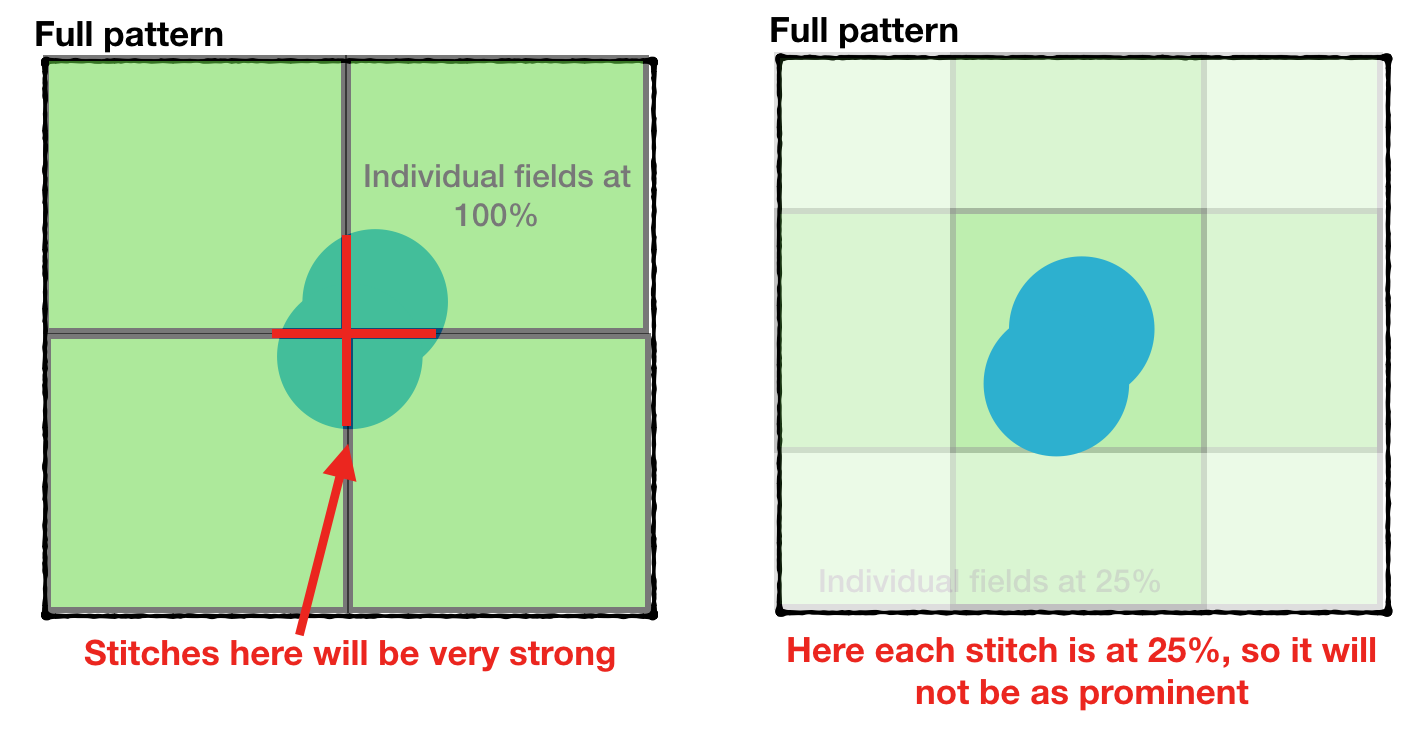 Full pattern
Individual fields at
100%
Stitches here will be very strong
Full pattern
Individual fields at 25%
Here each stitch is at 25%, so it will
not be as prominent